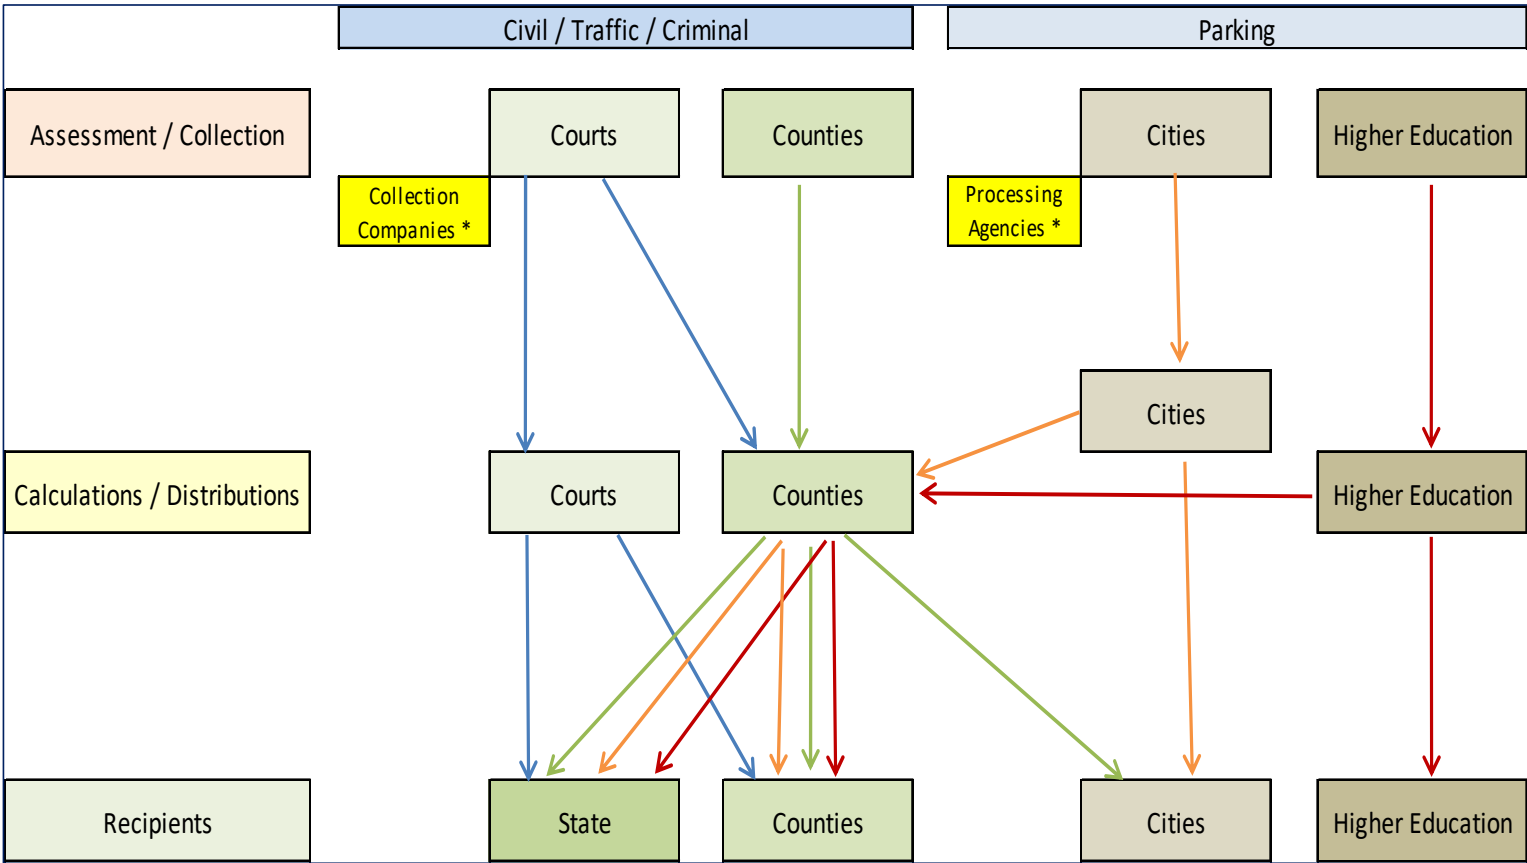 Civil / Traffic / Criminal
Parking
Assessment / Collection
Courts
Counties
Cities
Higher Education
Collection
Companies *
Processing
Agencies *
Cities
Calculations / Distributions
Courts
Counties
Higher Education
Recipients
State
Counties
Cities
Higher Education